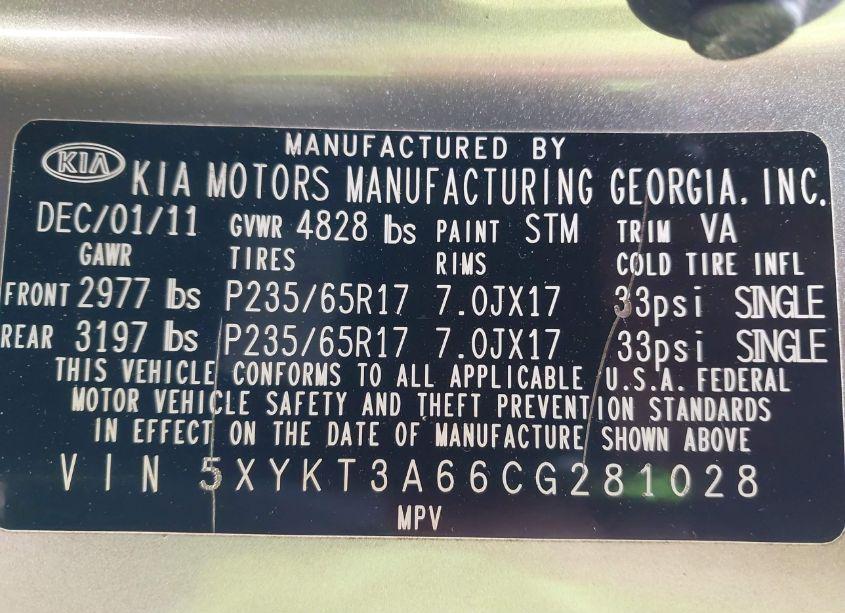 MANUFACTURED BY
KIA KIA MOTORS MANUFACTURING GEORGIA, INC.
DEC/01/11 GVWR 4828 lbs PAINT STM TRIM VA
GAWR TIRES RIMS COLD TIRE INFL
FRONT 2977 lbs P235/65R17 7.0JX17 33psi SINGLE
REAR 3197 lbs P235/65R17 7.0JX17 33psi SINGLE
THIS VEHICLE CONFORMS TO ALL APPLICABLE U.S.A. FEDERAL
MOTOR VEHICLE SAFETY AND THEFT PREVENTION STANDARDS
IN EFFECT ON THE DATE OF MANUFACTURE SHOWN ABOVE
VIN 5XYKT3A66CG281028
MPV